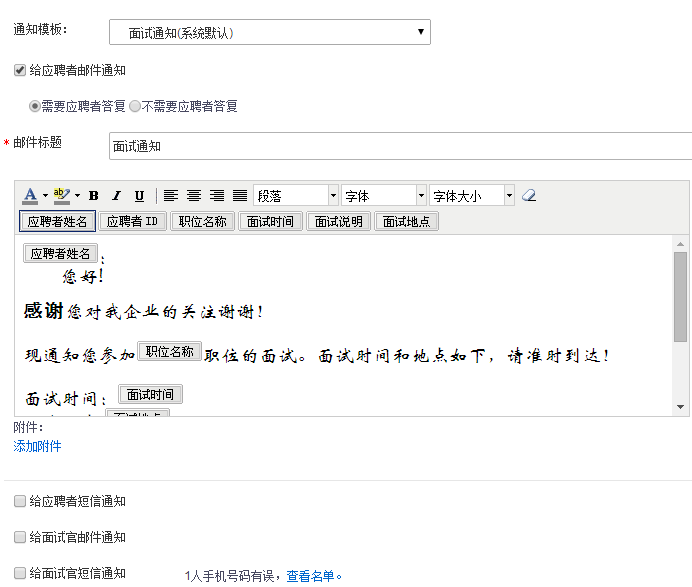 通知模板： 面试通知(系统默认)
给应聘者邮件通知
需要应聘者答复 不需要应聘者答复
* 邮件标题 面试通知
A ab B I U 段落 字体 字体大小
应聘者姓名 应聘者 ID 职位名称 面试时间 面试说明 面试地点
应聘者姓名：
您好！
感谢您对我企业的关注谢谢！
现通知您参加 职位名称 职位的面试。面试时间和地点如下，请准时到达！
面试时间： 面试时间
面试地点
附件：
添加附件
给应聘者短信通知
给面试官邮件通知
给面试官短信通知 1人手机号码有误，查看名单。